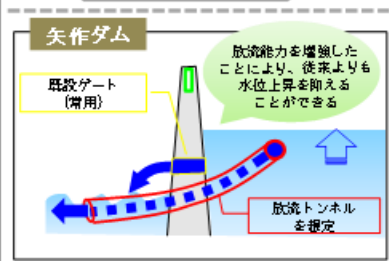 矢作ダム
放流能力を増強した
ことにより、従来よりも
水位上昇を抑える
ことができる
既設ゲート
(常用)
放流トンネル
を想定